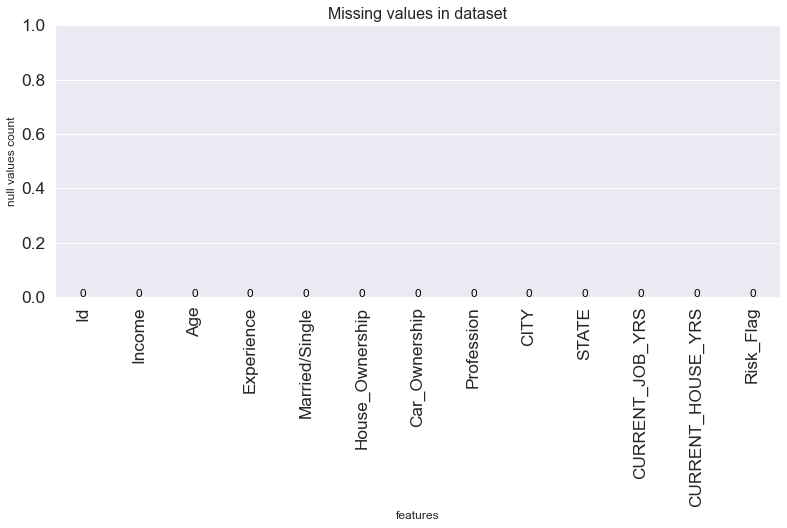 Missing values in dataset
null values count
1.0
0.8
0.6
0.4
0.2
0.0
0 0 0 0 0 0 0 0 0 0 0 0 0
Id
Income
Age
Experience
Married/Single
House_Ownership
Car_Ownership
Profession
CITY
STATE
CURRENT_JOB_YRS
CURRENT_HOUSE_YRS
Risk_Flag
features